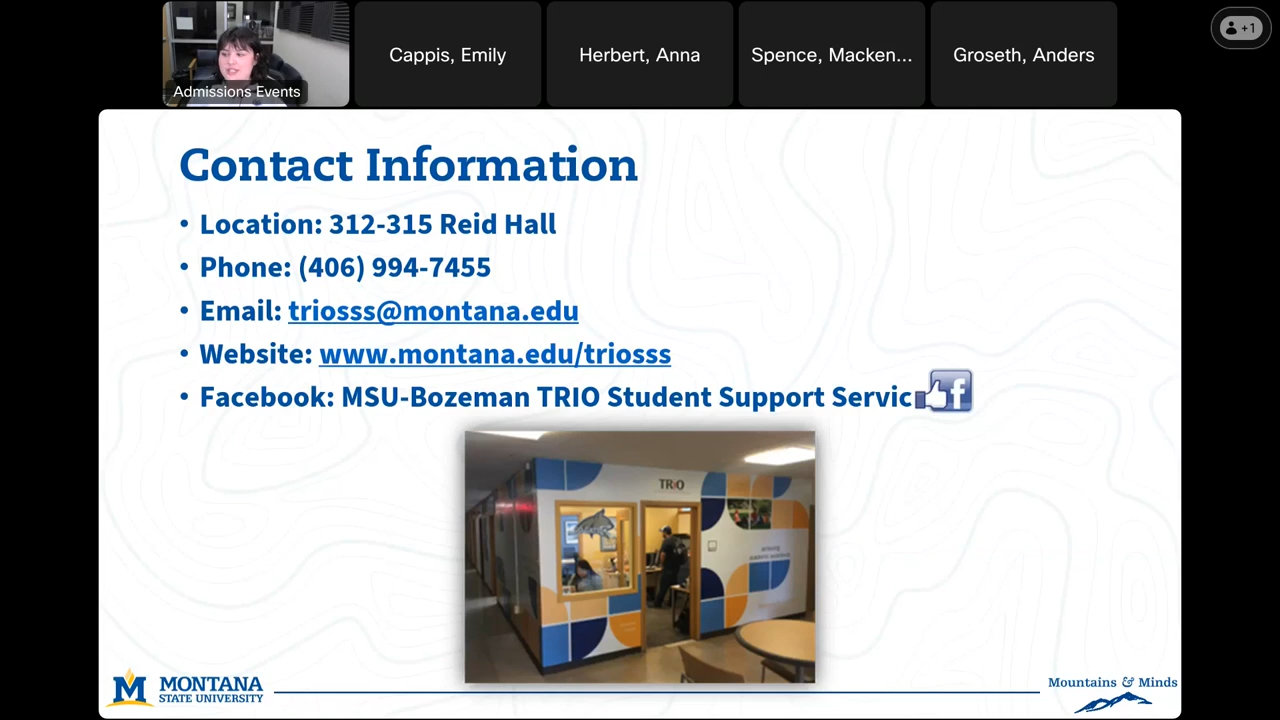 Admissions Events
Cappis, Emily
Herbert, Anna
Spence, Macken...
Groseth, Anders
+1
Contact Information
• Location: 312-315 Reid Hall
• Phone: (406) 994-7455
• Email: triosss@montana.edu
• Website: www.montana.edu/triosss
• Facebook: MSU-Bozeman TRIO Student Support Servic
f
TRiO
M
MONTANA
STATE UNIVERSITY
Mountains & Minds